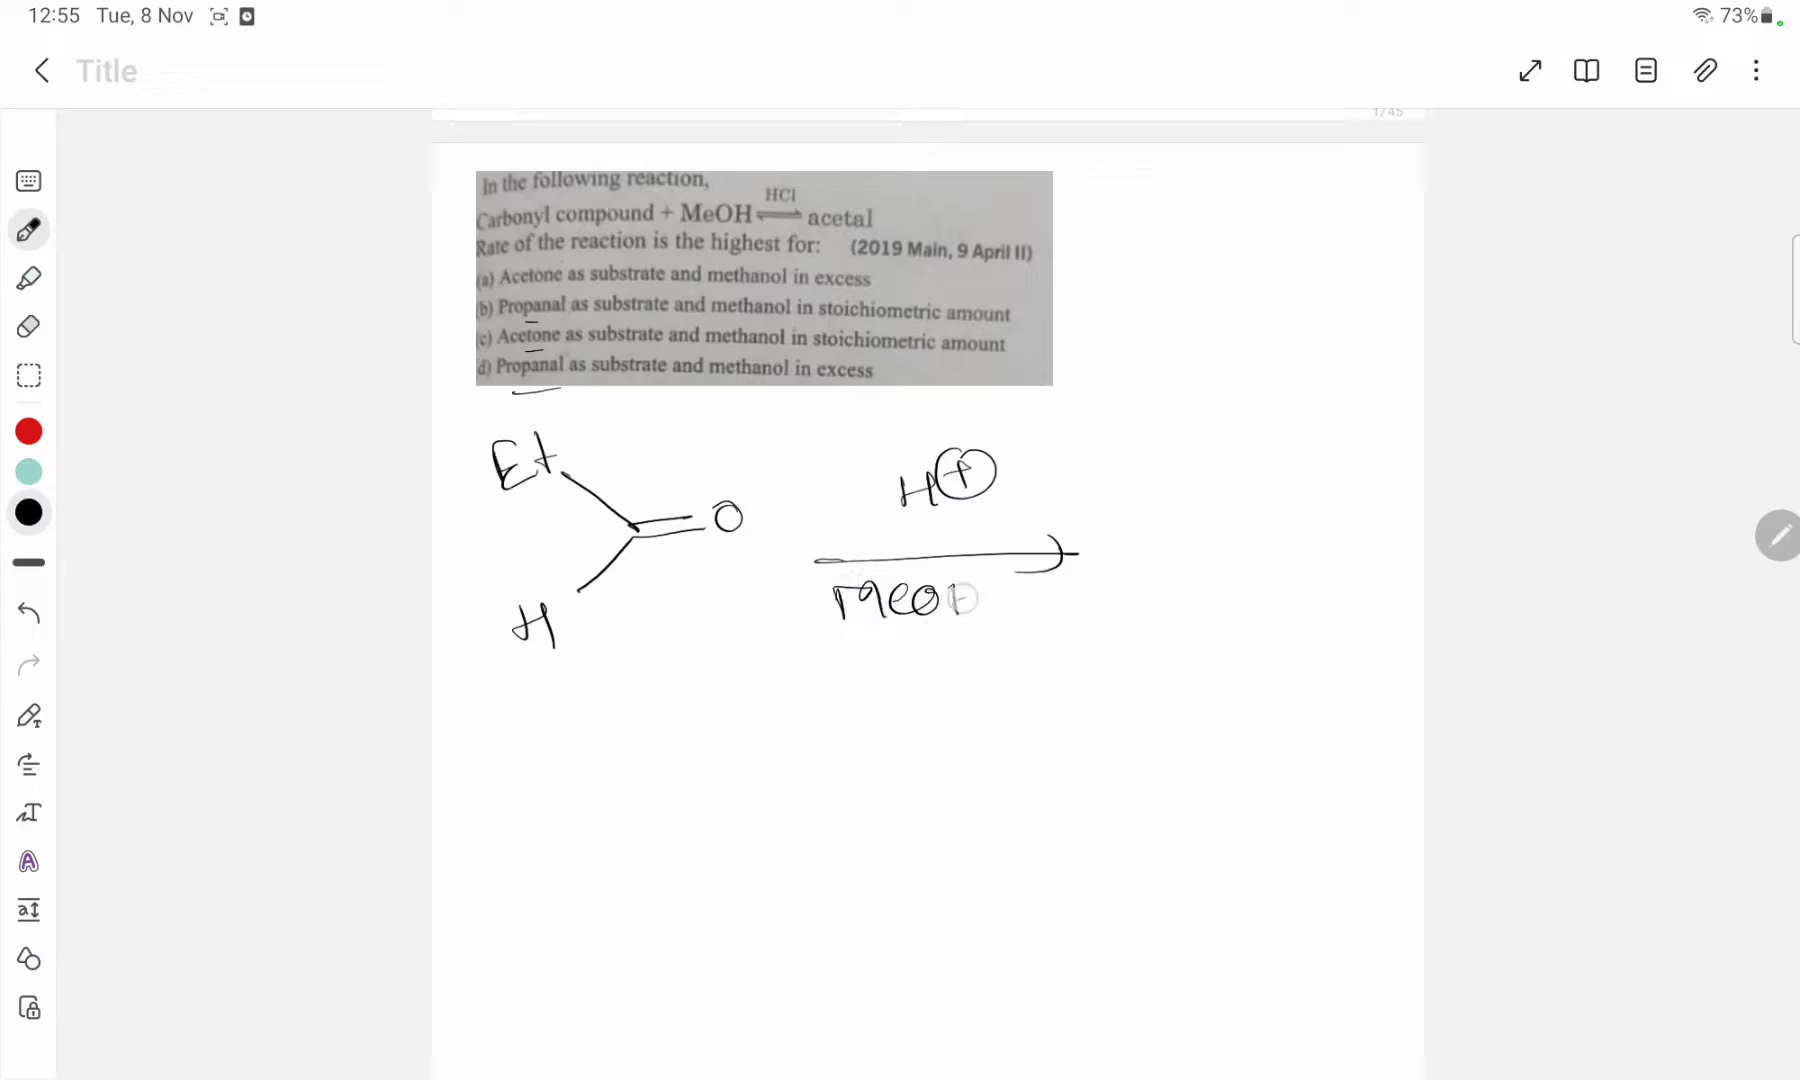 12:55 Tue, 8 Nov 73%
Title
1/45
In the following reaction,
HCl
Carbonyl compound + MeOH ⇌ acetal
Rate of the reaction is the highest for: (2019 Main, 9 April II)
(a) Acetone as substrate and methanol in excess
(b) Propanal as substrate and methanol in stoichiometric amount
(c) Acetone as substrate and methanol in stoichiometric amount
d) Propanal as substrate and methanol in excess
Et
H⊕
O
MeOH
H